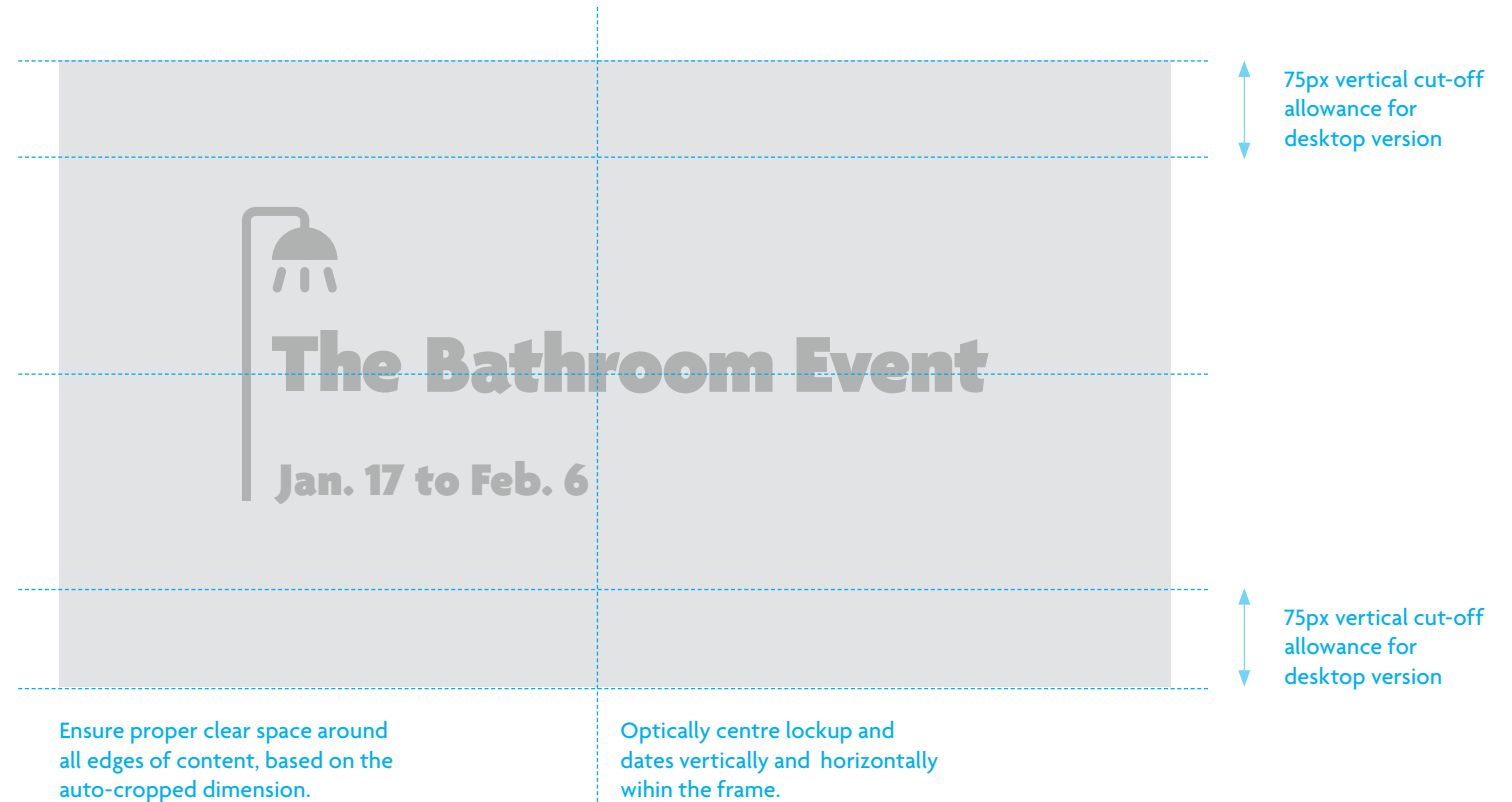 75px vertical cut-off
allowance for
desktop version
The Bathroom Event
Jan. 17 to Feb. 6
75px vertical cut-off
allowance for
desktop version
Ensure proper clear space around
all edges of content, based on the
auto-cropped dimension.
Optically centre lockup and
dates vertically and  horizontally
wihin the frame.